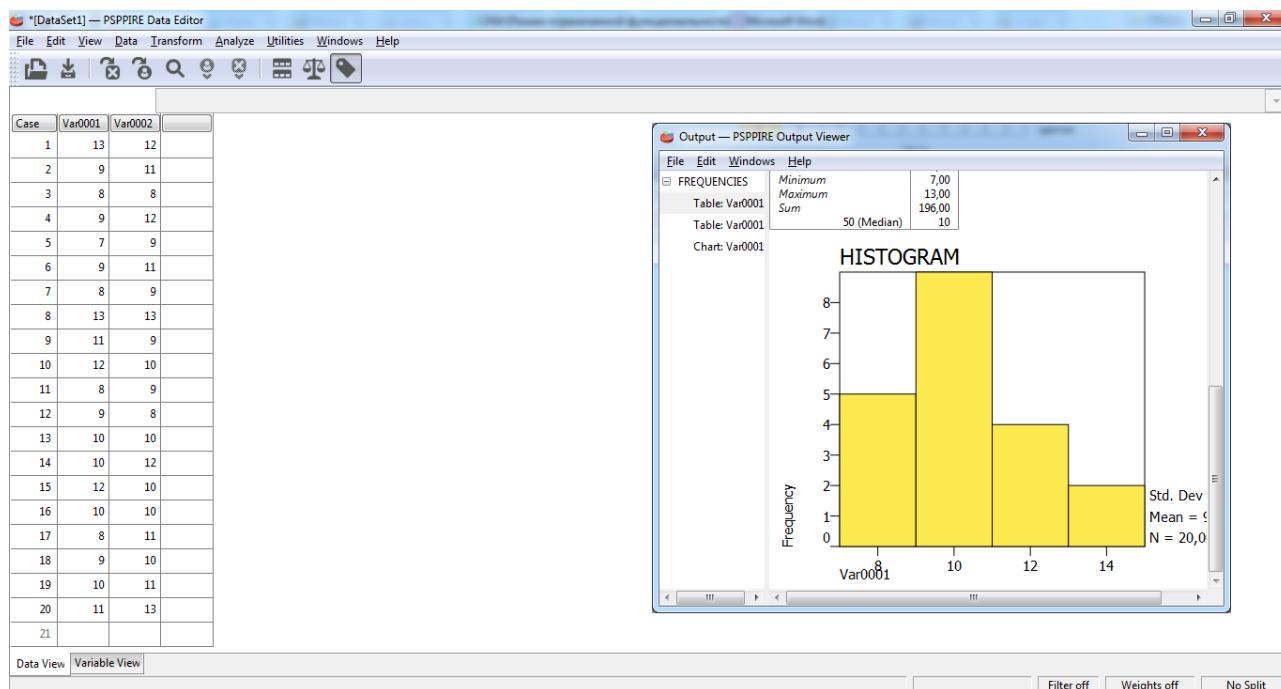 *[DataSet1] — PSPPIRE Data Editor
File Edit View Data Transform Analyze Utilities Windows Help
Case Var0001 Var0002
1 13 12
2 9 11
3 8 8
4 9 12
5 7 9
6 9 11
7 8 9
8 13 13
9 11 9
10 12 10
11 8 9
12 9 8
13 10 10
14 10 12
15 12 10
16 10 10
17 8 11
18 9 10
19 10 11
20 11 13
21
Data View Variable View
Filter off Weights off No Split
Output — PSPPIRE Output Viewer
File Edit Windows Help
FREQUENCIES
Table: Var0001
Table: Var0001
Chart: Var0001
Minimum 7,00
Maximum 13,00
Sum 196,00
50 (Median) 10
HISTOGRAM
8
7
6
5
4
3
2
1
0
Frequency
8 10 12 14
Var0001
Std. Dev
Mean = 9
N = 20,0